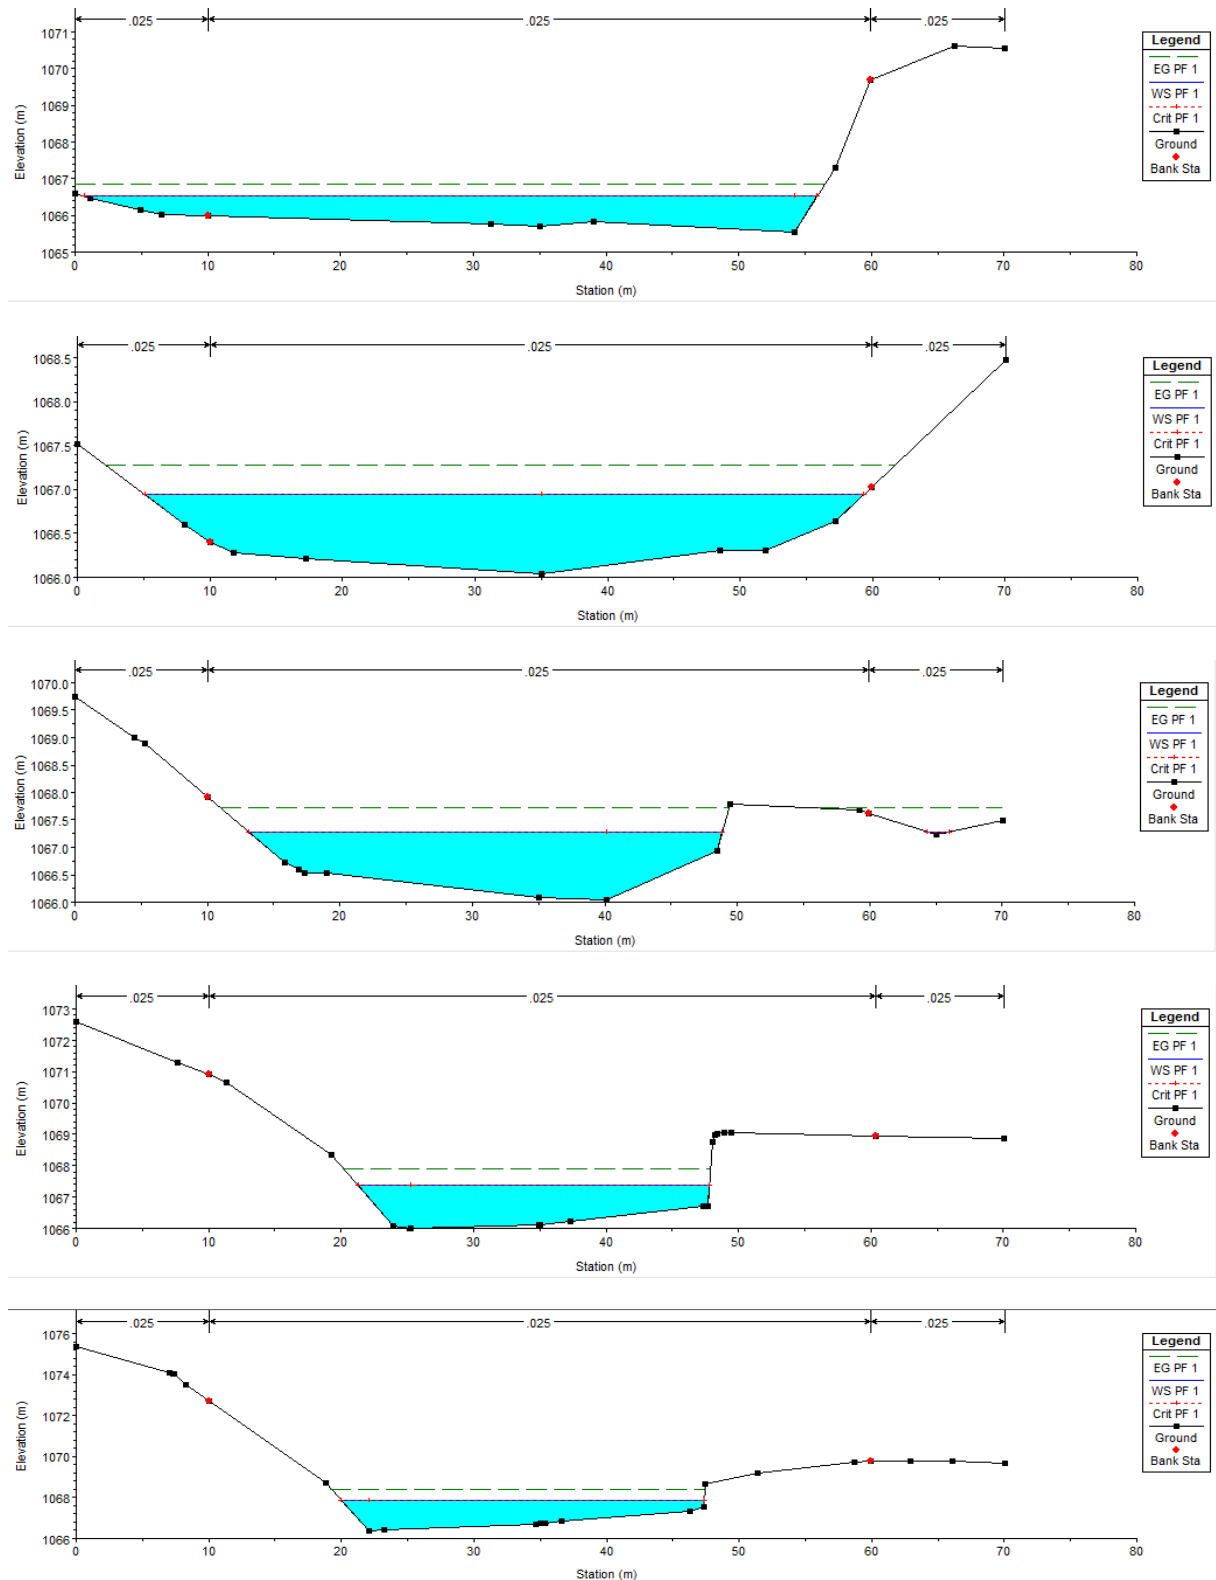 .025 .025 .025
1071
1070
1069
1068
1067
1066
1065
Elevation (m)
0 10 20 30 40 50 60 70 80
Station (m)
Legend
EG PF 1
WS PF 1
Crit PF 1
Ground
Bank Sta
.025 .025 .025
1068.5
1068.0
1067.5
1067.0
1066.5
1066.0
Elevation (m)
0 10 20 30 40 50 60 70 80
Station (m)
Legend
EG PF 1
WS PF 1
Crit PF 1
Ground
Bank Sta
.025 .025 .025
1070.0
1069.5
1069.0
1068.5
1068.0
1067.5
1067.0
1066.5
1066.0
Elevation (m)
0 10 20 30 40 50 60 70 80
Station (m)
Legend
EG PF 1
WS PF 1
Crit PF 1
Ground
Bank Sta
.025 .025 .025
1073
1072
1071
1070
1069
1068
1067
1066
Elevation (m)
0 10 20 30 40 50 60 70 80
Station (m)
Legend
EG PF 1
WS PF 1
Crit PF 1
Ground
Bank Sta
.025 .025 .025
1076
1074
1072
1070
1068
1066
Elevation (m)
0 10 20 30 40 50 60 70 80
Station (m)
Legend
EG PF 1
WS PF 1
Crit PF 1
Ground
Bank Sta